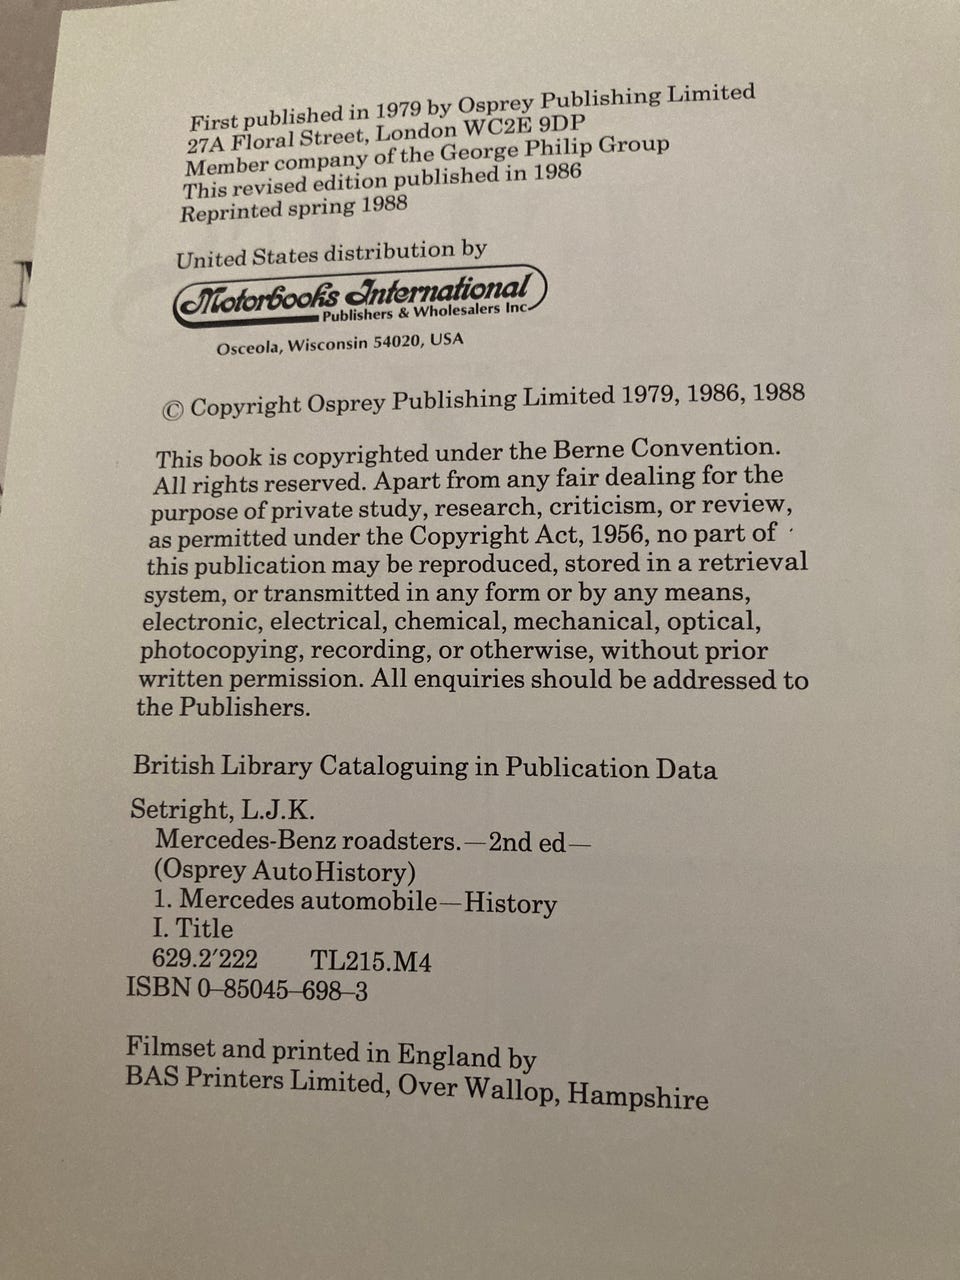 First published in 1979 by Osprey Publishing Limited
27A Floral Street, London WC2E 9DP
Member company of the George Philip Group
This revised edition published in 1986
Reprinted spring 1988
United States distribution by
Motorbooks International
Publishers & Wholesalers Inc
Osceola, Wisconsin 54020, USA
© Copyright Osprey Publishing Limited 1979, 1986, 1988
This book is copyrighted under the Berne Convention.
All rights reserved. Apart from any fair dealing for the
purpose of private study, research, criticism, or review,
as permitted under the Copyright Act, 1956, no part of
this publication may be reproduced, stored in a retrieval
system, or transmitted in any form or by any means,
electronic, electrical, chemical, mechanical, optical,
photocopying, recording, or otherwise, without prior
written permission. All enquiries should be addressed to
the Publishers.
British Library Cataloguing in Publication Data
Setright, L.J.K.
Mercedes-Benz roadsters.—2nd ed—
(Osprey AutoHistory)
1. Mercedes automobile—History
I. Title
629.2′222 TL215.M4
ISBN 0–85045–698–3
Filmset and printed in England by
BAS Printers Limited, Over Wallop, Hampshire